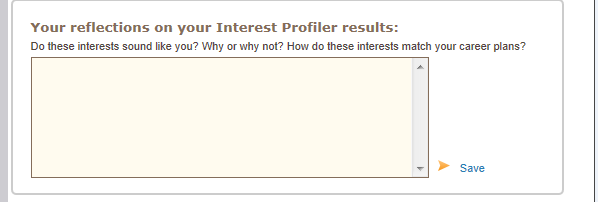 Your reflections on your Interest Profiler results:
Do these interests sound like you? Why or why not? How do these interests match your career plans?
Save